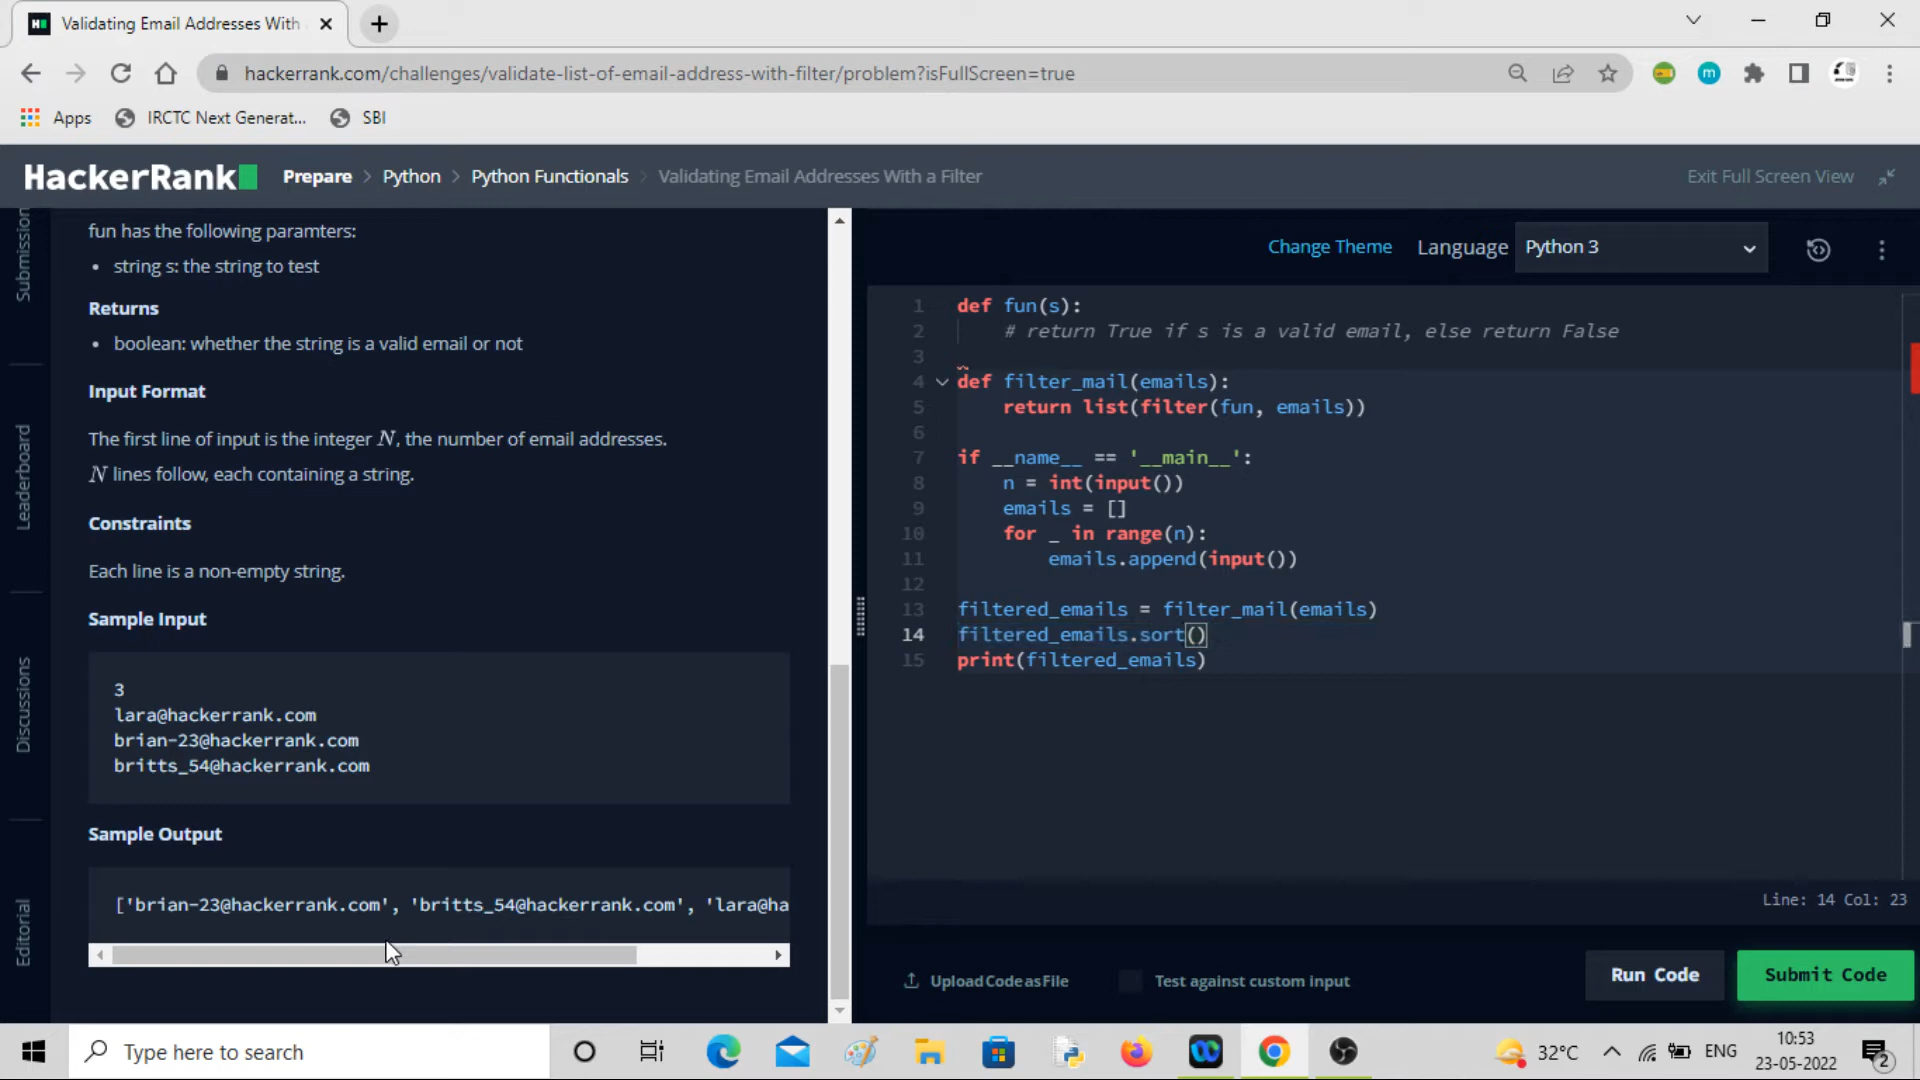 Validating Email Addresses With
hackerrank.com/challenges/validate-list-of-email-address-with-filter/problem?isFullScreen=true
m
Apps
IRCTC Next Generat...
SBI
HackerRank
Prepare > Python > Python Functionals > Validating Email Addresses With a Filter
Exit Full Screen View
Submission
Leaderboard
Discussions
Editorial
fun has the following paramters:
• string s: the string to test
Returns
• boolean: whether the string is a valid email or not
Input Format
The first line of input is the integer N, the number of email addresses.
N lines follow, each containing a string.
Constraints
Each line is a non-empty string.
Sample Input
3
lara@hackerrank.com
brian-23@hackerrank.com
britts_54@hackerrank.com
Sample Output
['brian-23@hackerrank.com', 'britts_54@hackerrank.com', 'lara@ha
Change Theme
Language
Python 3
1 def fun(s):
2 # return True if s is a valid email, else return False
3
4 def filter_mail(emails):
5 return list(filter(fun, emails))
6
7 if __name__ == '__main__':
8 n = int(input())
9 emails = []
10 for _ in range(n):
11 emails.append(input())
12
13 filtered_emails = filter_mail(emails)
14 filtered_emails.sort()
15 print(filtered_emails)
Line: 14 Col: 23
Upload Code as File
Test against custom input
Run Code
Submit Code
Type here to search
32°C
ENG
10:53
23-05-2022
2